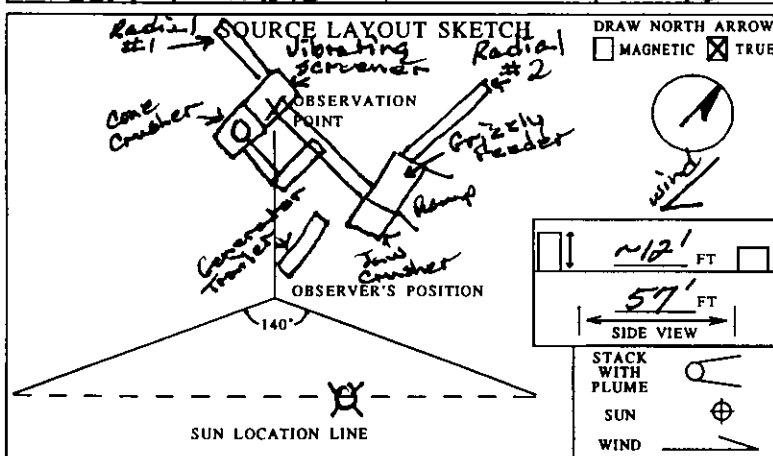 SOURCE LAYOUT SKETCH
DRAW NORTH ARROW
MAGNETIC TRUE
Radial
#1
Vibrating
Screener
Radial
#2
OBSERVATION
POINT
Cone
Crusher
Grizzly
Feeder
Ramp
wind
Generator
Trailer
Jaw
Crusher
OBSERVER'S POSITION
140°
~12' FT
57' FT
SIDE VIEW
STACK
WITH
PLUME
SUN
WIND
SUN LOCATION LINE